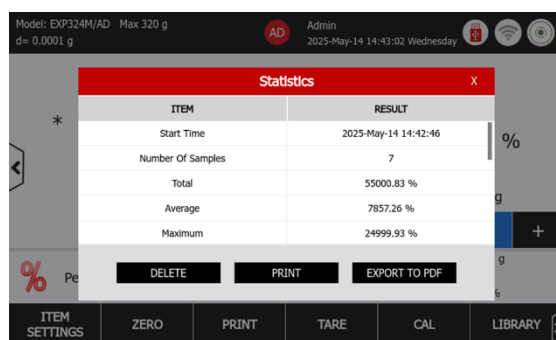 Model: EXP324M/AD Max 320 g
d= 0.0001 g
AD
Admin
2025-May-14 14:43:02 Wednesday
Statistics
X
ITEM RESULT
Start Time 2025-May-14 14:42:46
Number Of Samples 7
Total 55000.83 %
Average 7857.26 %
Maximum 24999.93 %
DELETE PRINT EXPORT TO PDF
*
%
g
+
g
% Pe
%
ITEM SETTINGS ZERO PRINT TARE CAL LIBRARY